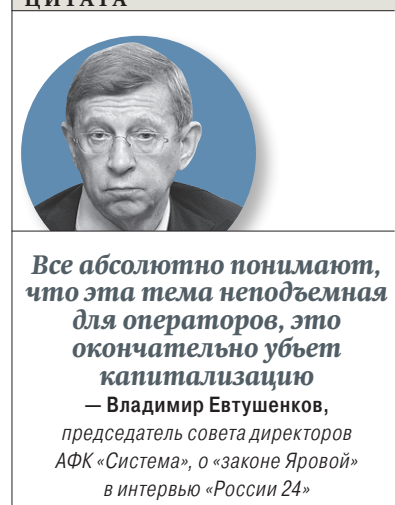 ЦИТАТА
Все абсолютно понимают,
что эта тема неподъемная
для операторов, это
окончательно убьет
капитализацию
— Владимир Евтушенков,
председатель совета директоров
АФК «Система», о «законе Яровой»
в интервью «России 24»